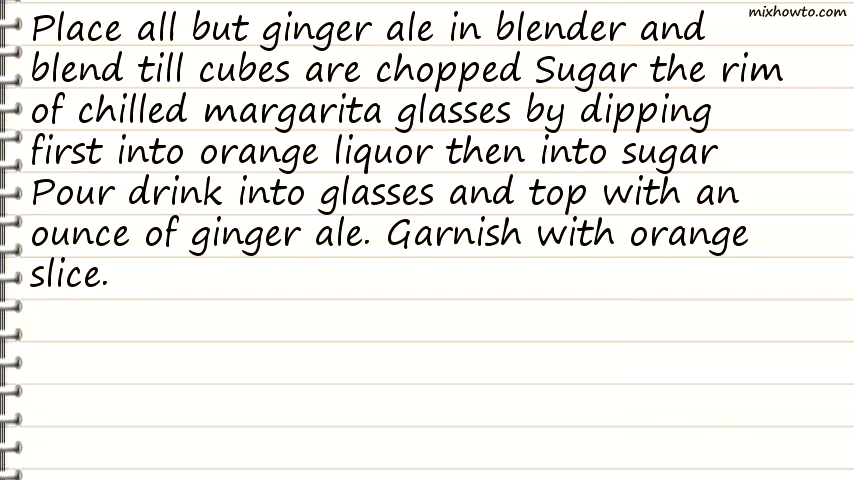 mixhowto.com
Place all but ginger ale in blender and
blend till cubes are chopped Sugar the rim
of chilled margarita glasses by dipping
first into orange liquor then into sugar
Pour drink into glasses and top with an
ounce of ginger ale. Garnish with orange
slice.